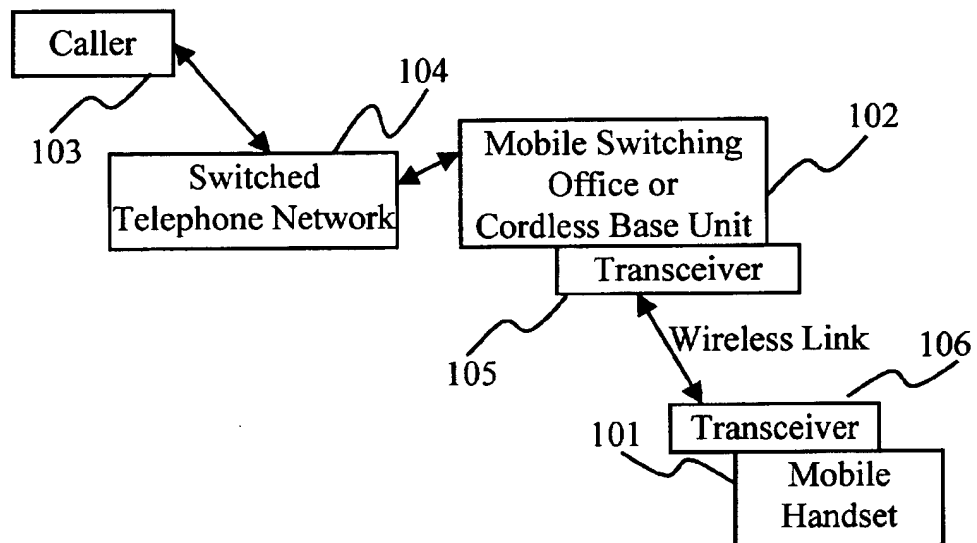 Caller
104
102
103
Switched
Telephone Network
Mobile Switching
Office or
Cordless Base Unit
Transceiver
105
Wireless Link
106
101
Transceiver
Mobile
Handset